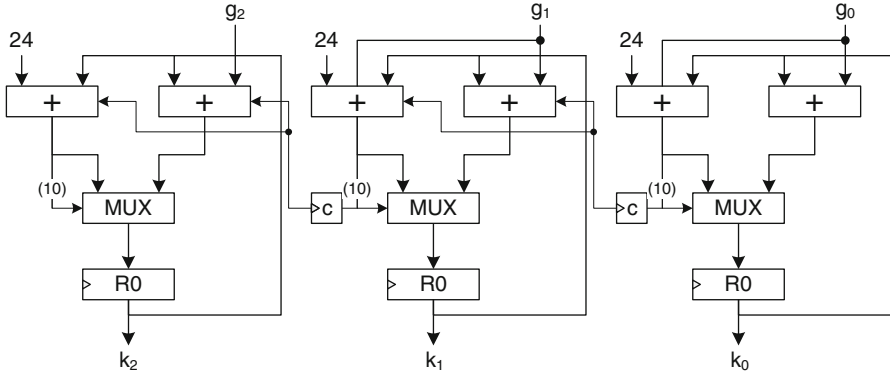 g₂ g₁ g₀
24 24 24
+ + + + + +
(10) (10) (10)
MUX c MUX c MUX
R0 R0 R0
k₂ k₁ k₀